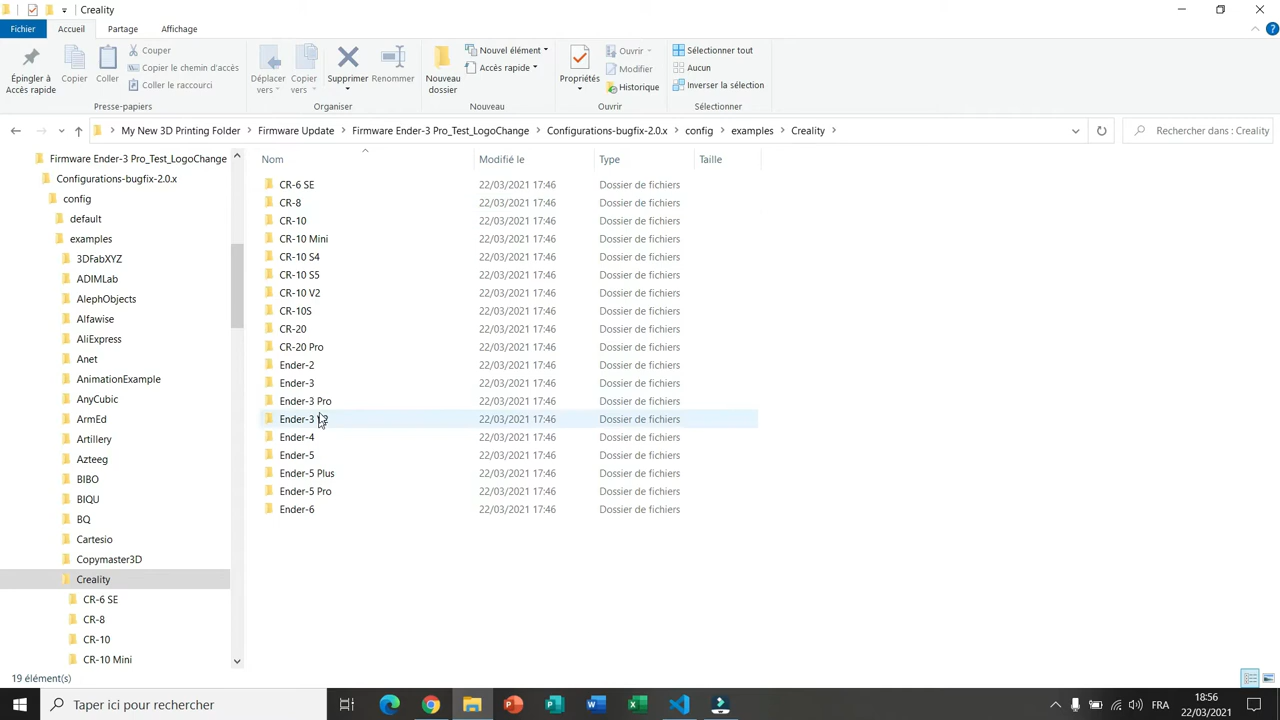 Creality
Fichier Accueil Partage Affichage
Épingler à Accès rapide
Copier
Coller
Couper
Copier le chemin d'accès
Coller le raccourci
Déplacer vers
Copier vers
Supprimer
Renommer
Nouveau dossier
Nouvel élément
Accès rapide
Propriétés
Ouvrir
Modifier
Historique
Sélectionner tout
Aucun
Inverser la sélection
Presse-papiers Organiser Nouveau Ouvrir Sélectionner
My New 3D Printing Folder > Firmware Update > Firmware Ender-3 Pro_Test_LogoChange > Configurations-bugfix-2.0.x > config > examples > Creality >
Rechercher dans : Creality
Firmware Ender-3 Pro_Test_LogoChange
Configurations-bugfix-2.0.x
config
default
examples
3DFabXYZ
ADIMLab
AlephObjects
Alfawise
AliExpress
Anet
AnimationExample
AnyCubic
ArmEd
Artillery
Azteeg
BIBO
BIQU
BQ
Cartesio
Copymaster3D
Creality
CR-6 SE
CR-8
CR-10
CR-10 Mini
Nom Modifié le Type Taille
CR-6 SE 22/03/2021 17:46 Dossier de fichiers
CR-8 22/03/2021 17:46 Dossier de fichiers
CR-10 22/03/2021 17:46 Dossier de fichiers
CR-10 Mini 22/03/2021 17:46 Dossier de fichiers
CR-10 S4 22/03/2021 17:46 Dossier de fichiers
CR-10 S5 22/03/2021 17:46 Dossier de fichiers
CR-10 V2 22/03/2021 17:46 Dossier de fichiers
CR-10S 22/03/2021 17:46 Dossier de fichiers
CR-20 22/03/2021 17:46 Dossier de fichiers
CR-20 Pro 22/03/2021 17:46 Dossier de fichiers
Ender-2 22/03/2021 17:46 Dossier de fichiers
Ender-3 22/03/2021 17:46 Dossier de fichiers
Ender-3 Pro 22/03/2021 17:46 Dossier de fichiers
Ender-3 22/03/2021 17:46 Dossier de fichiers
Ender-4 22/03/2021 17:46 Dossier de fichiers
Ender-5 22/03/2021 17:46 Dossier de fichiers
Ender-5 Plus 22/03/2021 17:46 Dossier de fichiers
Ender-5 Pro 22/03/2021 17:46 Dossier de fichiers
Ender-6 22/03/2021 17:46 Dossier de fichiers
19 élément(s)
Taper ici pour rechercher
FRA
18:56
22/03/2021